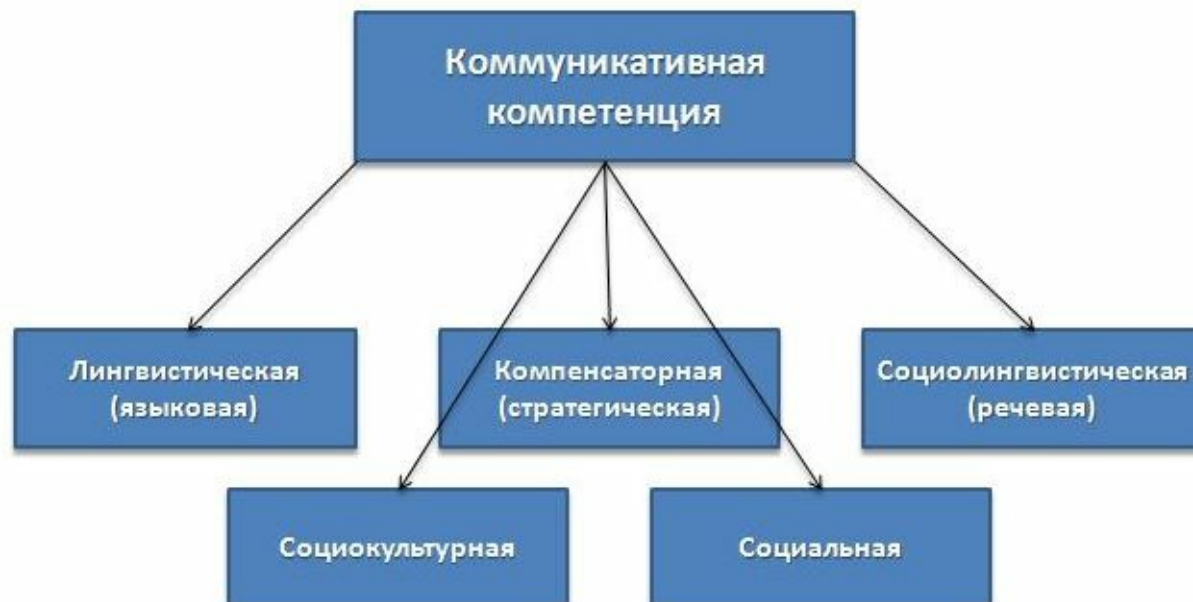 Коммуникативная
компетенция
Лингвистическая
(языковая)
Компенсаторная
(стратегическая)
Социолингвистическая
(речевая)
Социокультурная
Социальная